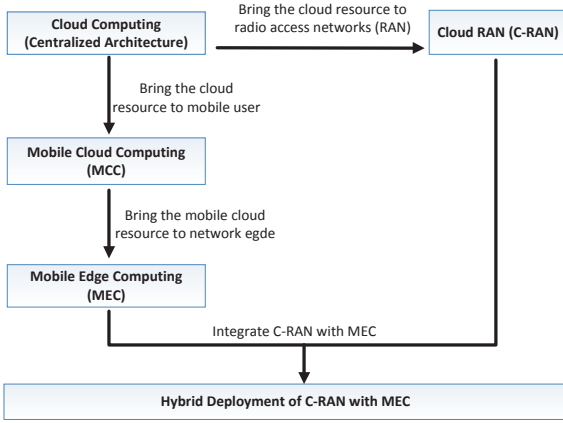 Cloud Computing
(Centralized Architecture)
Bring the cloud resource to
radio access networks (RAN)
Cloud RAN (C-RAN)
Bring the cloud
resource to mobile user
Mobile Cloud Computing
(MCC)
Bring the mobile cloud
resource to network egde
Mobile Edge Computing
(MEC)
Integrate C-RAN with MEC
Hybrid Deployment of C-RAN with MEC